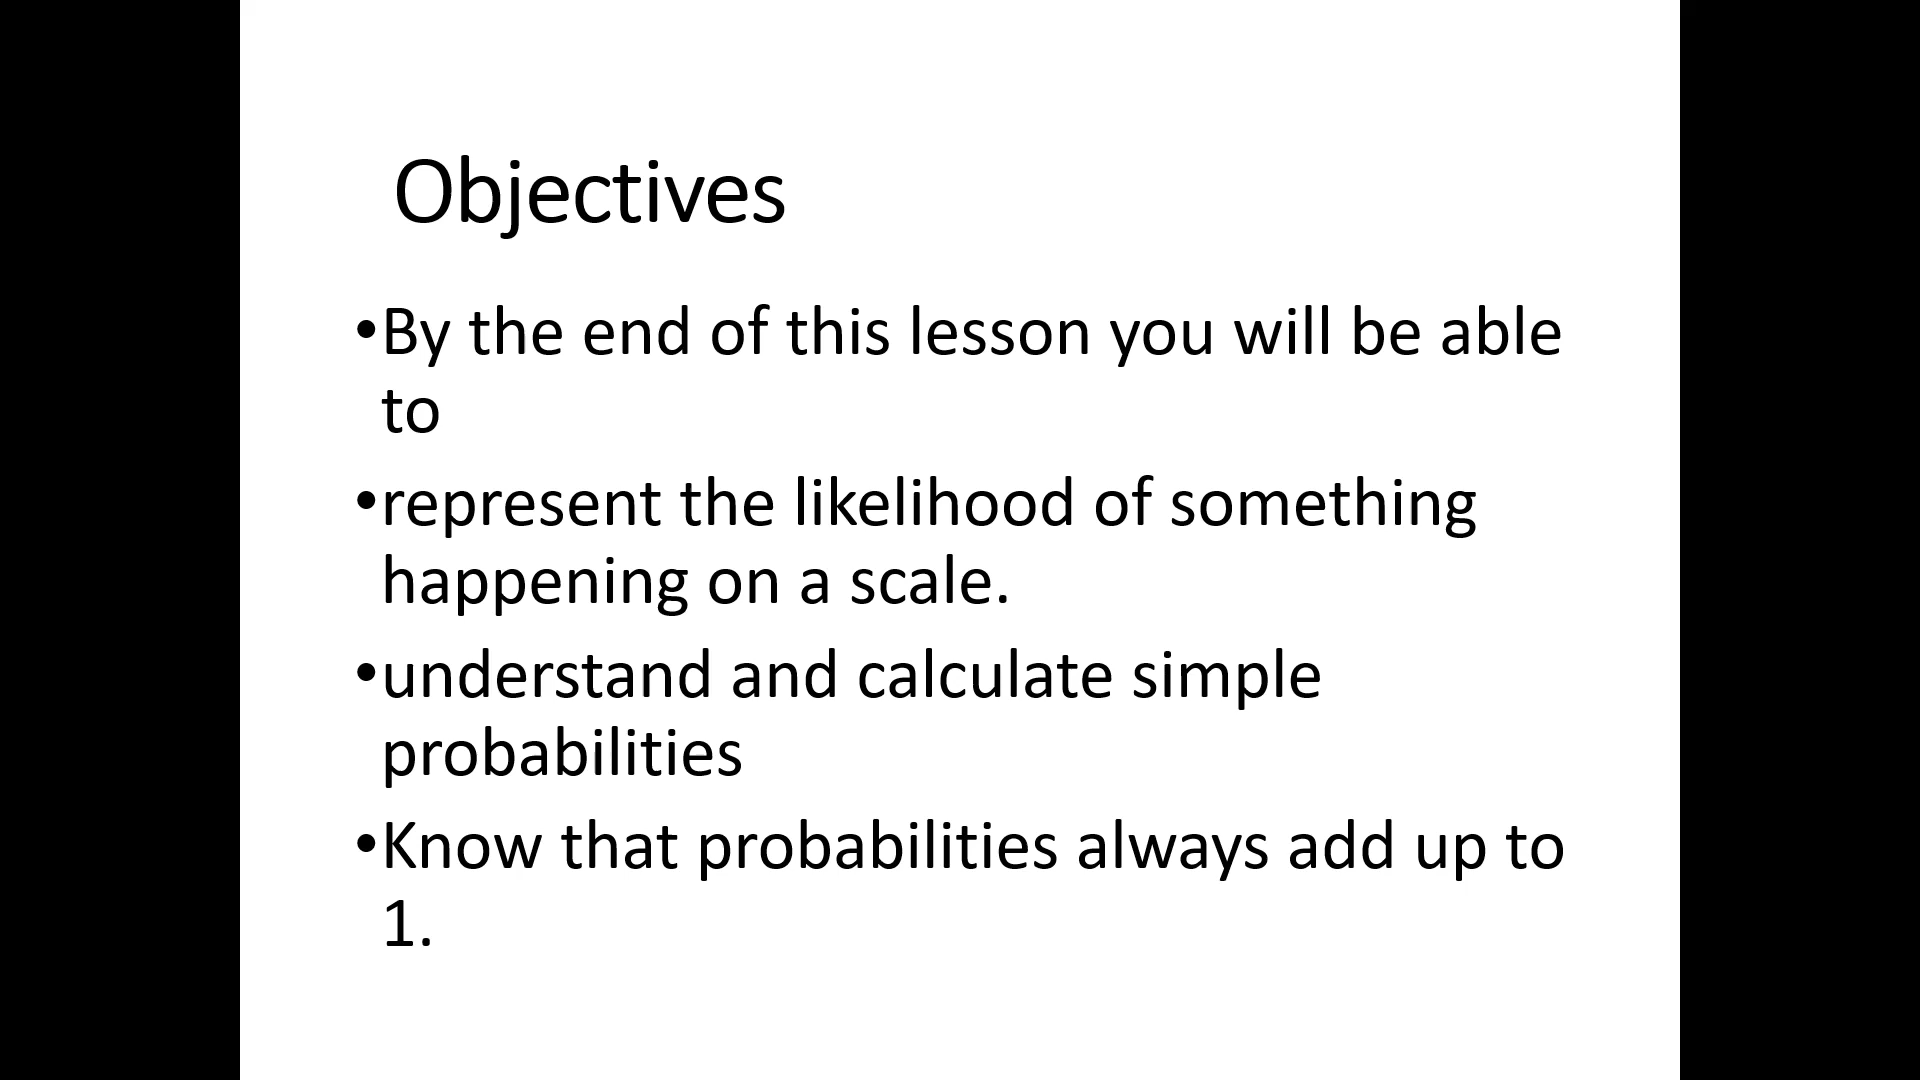 Objectives
•By the end of this lesson you will be able
to
•represent the likelihood of something
happening on a scale.
•understand and calculate simple
probabilities
•Know that probabilities always add up to
1.